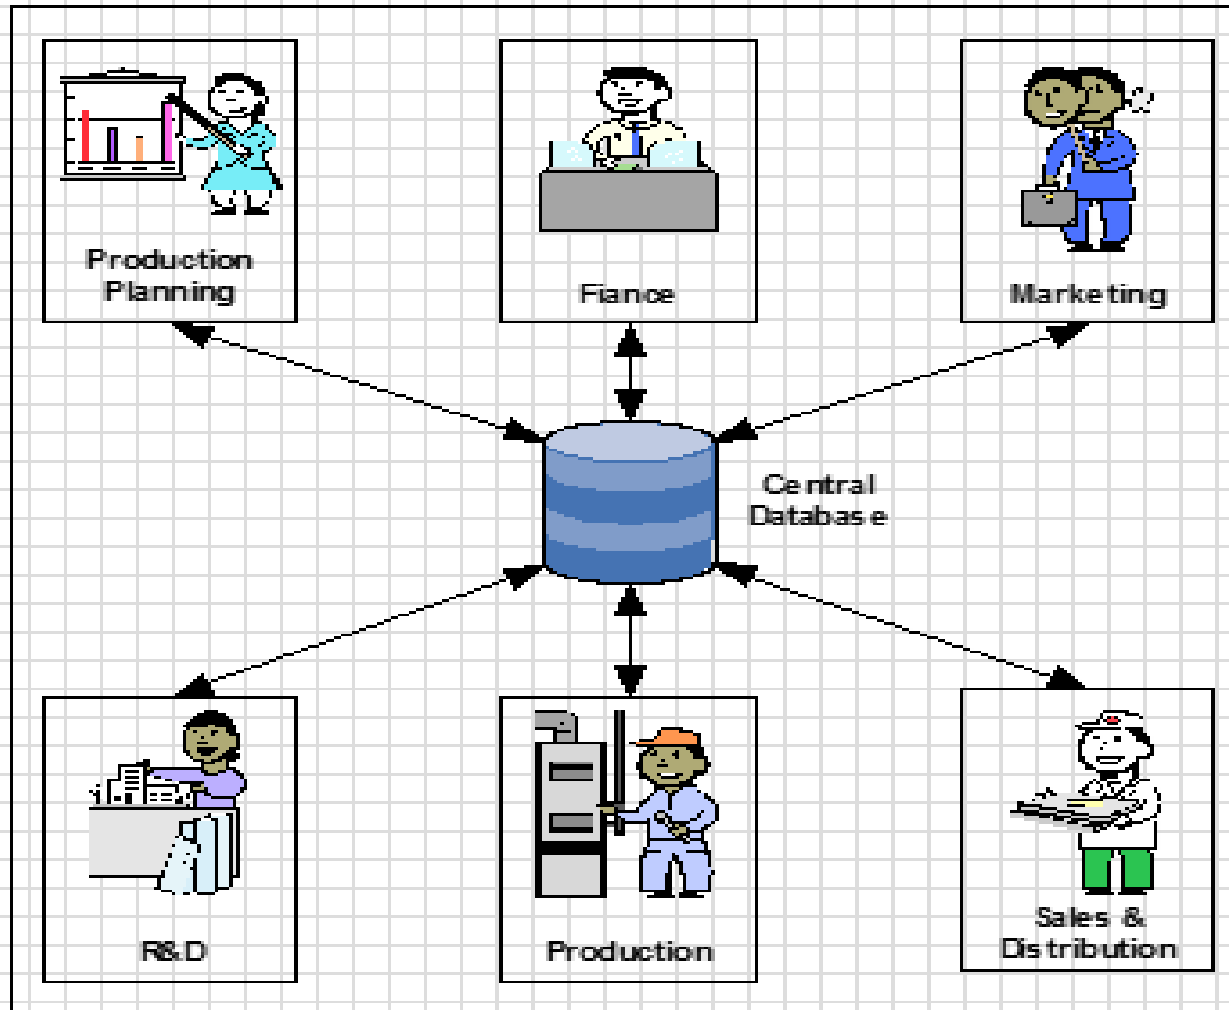 Production
Planning
Fiance
Marketing
Central
Database
R&D
Production
Sales &
Distribution